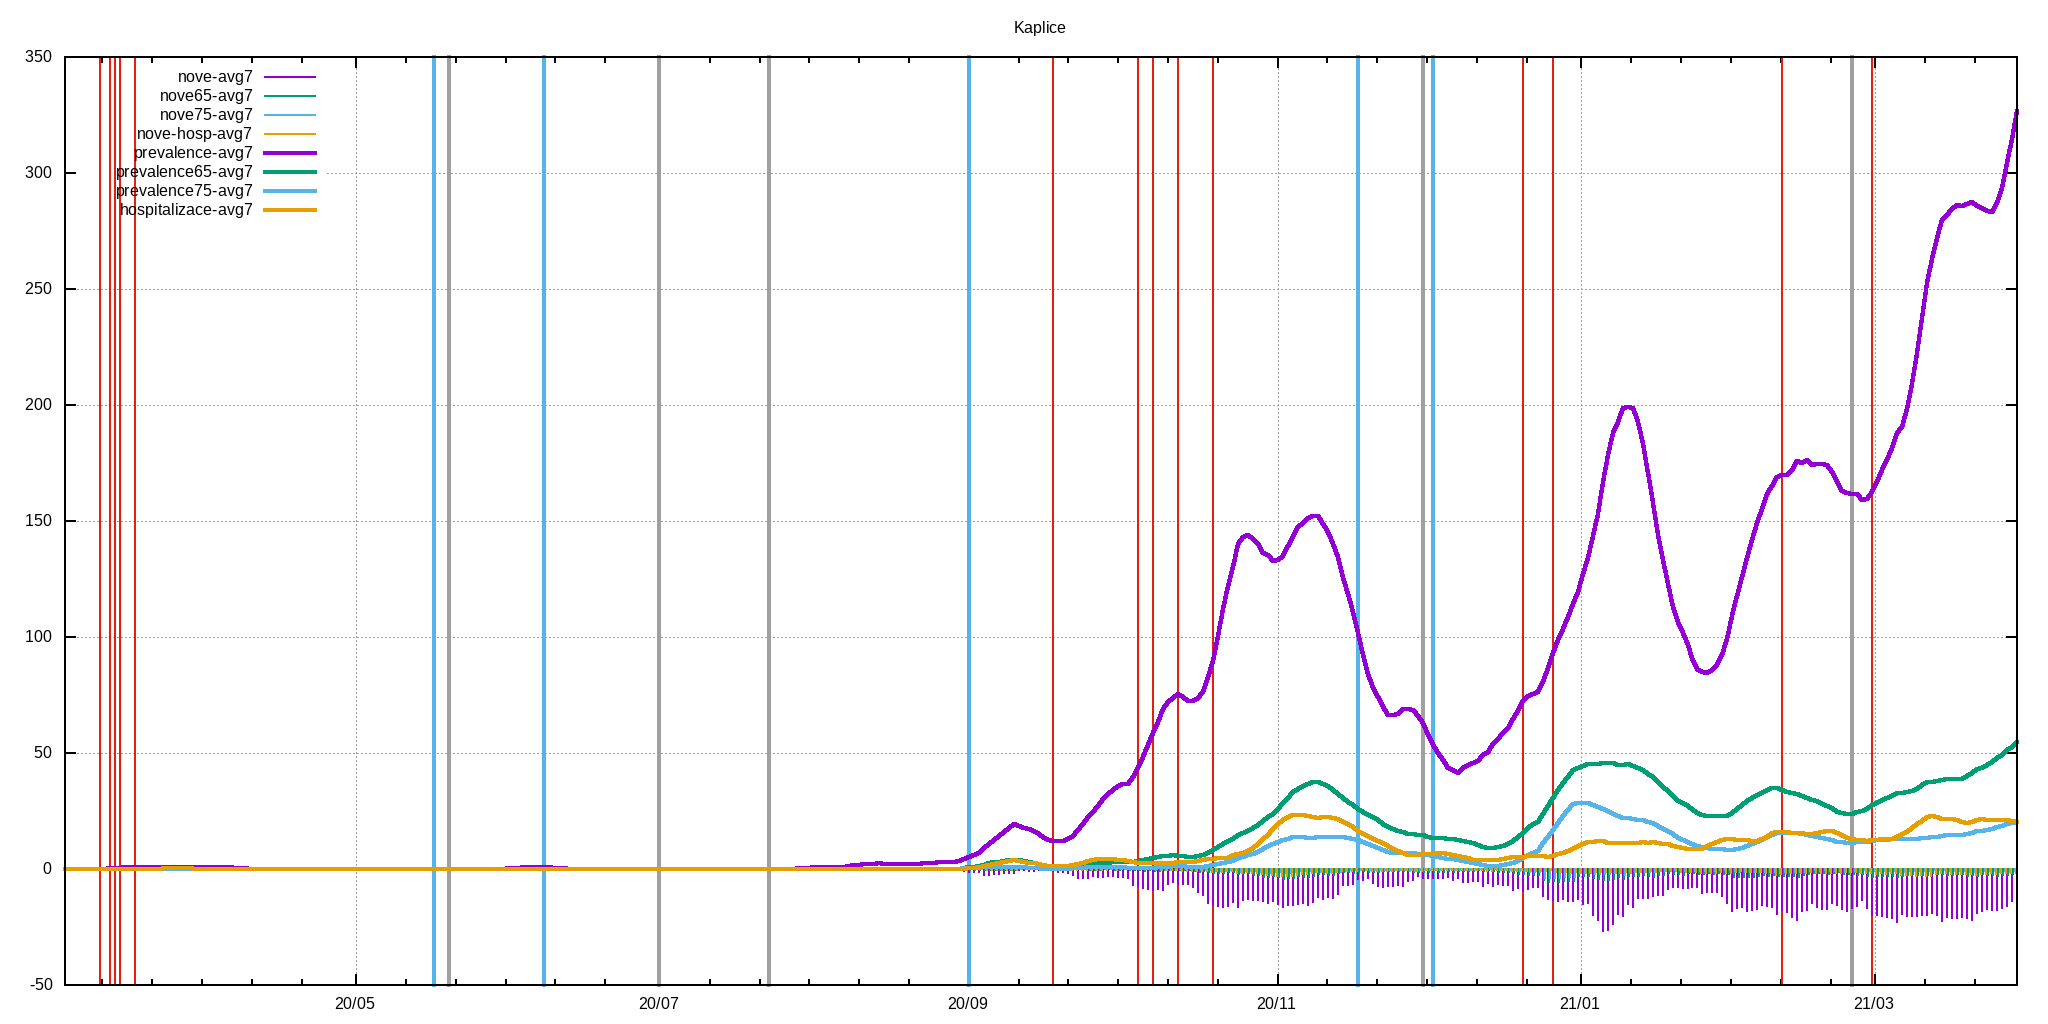 Kaplice
350
300
250
200
150
100
50
0
-50
nove-avg7
nove65-avg7
nove75-avg7
nove-hosp-avg7
prevalence-avg7
prevalence65-avg7
prevalence75-avg7
hospitalizace-avg7
20/05 20/07 20/09 20/11 21/01 21/03